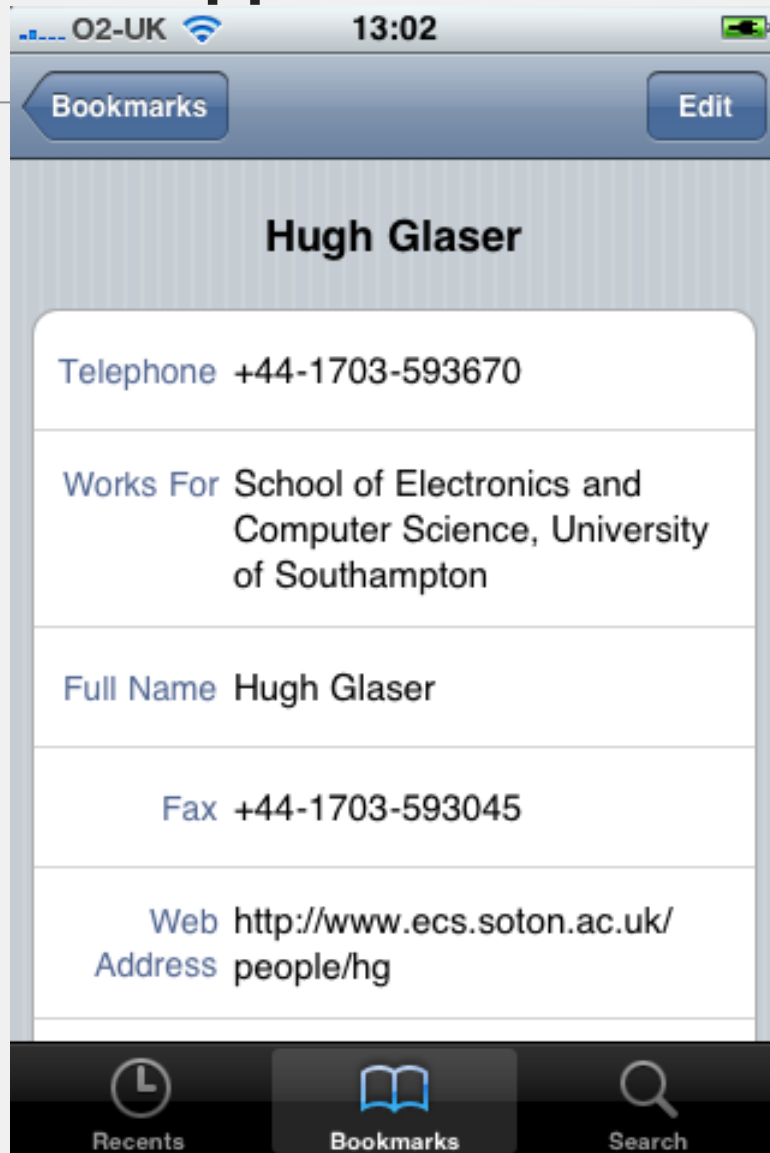 O2-UK 13:02
Bookmarks Edit
Hugh Glaser
Telephone +44-1703-593670
Works For School of Electronics and
Computer Science, University
of Southampton
Full Name Hugh Glaser
Fax +44-1703-593045
Web http://www.ecs.soton.ac.uk/
Address people/hg
Recents Bookmarks Search